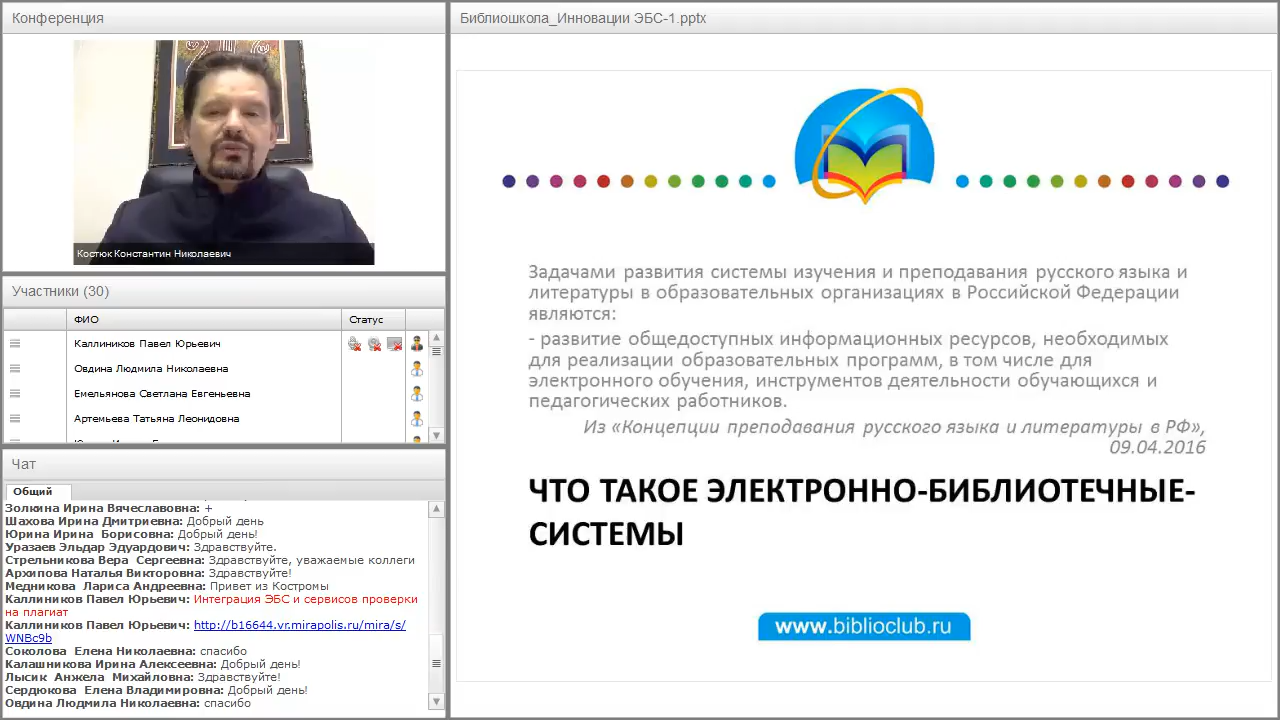 Конференция
Костюк Константин Николаевич
Участники (30)
ФИО
Статус
Каллиников Павел Юрьевич
Овдина Людмила Николаевна
Емельянова Светлана Евгеньевна
Артемьева Татьяна Леонидовна
Чат
Общий
Золкина Ирина Вячеславовна: +
Шахова Ирина Дмитриевна: Добрый день
Юрина Ирина Борисовна: Добрый день!
Уразаев Эльдар Эдуардович: Здравствуйте.
Стрельникова Вера Сергеевна: Здравствуйте, уважаемые коллеги
Архипова Наталья Викторовна: Здравствуйте!
Медникова Лариса Андреевна: Привет из Костромы
Каллиников Павел Юрьевич: Интеграция ЭБС и сервисов проверки
на плагиат
Каллиников Павел Юрьевич: http://b16644.vr.mirapolis.ru/mira/s/
WNBc9b
Соколова Елена Николаевна: спасибо
Калашникова Ирина Алексеевна: Добрый день!
Лысик Анжела Михайловна: Здравствуйте!
Сердюкова Елена Владимировна: Добрый день!
Овдина Людмила Николаевна: спасибо
Библиошкола_Инновации ЭБС-1.pptx
Задачами развития системы изучения и преподавания русского языка и
литературы в образовательных организациях в Российской Федерации
являются:
- развитие общедоступных информационных ресурсов, необходимых
для реализации образовательных программ, в том числе для
электронного обучения, инструментов деятельности обучающихся и
педагогических работников.
Из «Концепции преподавания русского языка и литературы в РФ»,
09.04.2016
ЧТО ТАКОЕ ЭЛЕКТРОННО-БИБЛИОТЕЧНЫЕ-
СИСТЕМЫ
www.biblioclub.ru